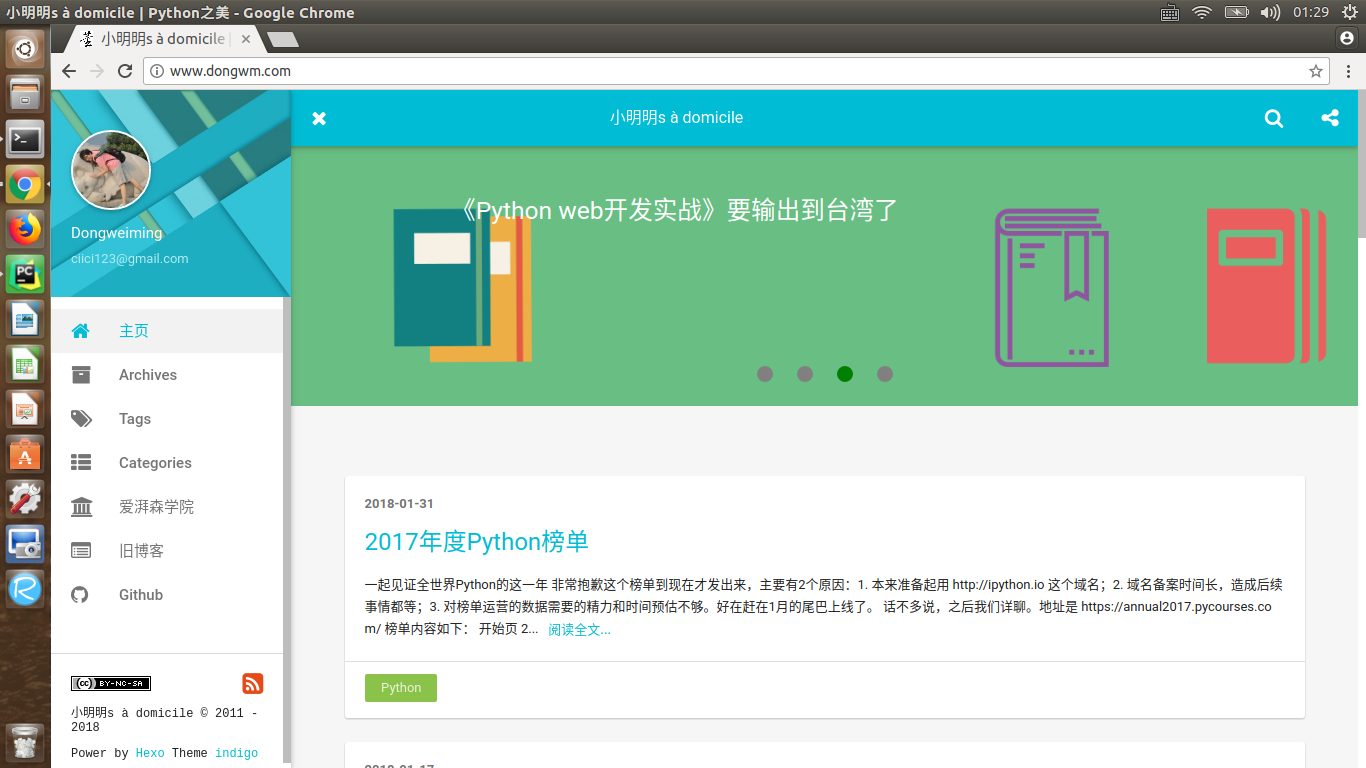 小明明s à domicile | Python之美 - Google Chrome
01:29
小明明s à domicile |
www.dongwm.com
Dongweiming
ciici123@gmail.com
主页
Archives
Tags
Categories
爱湃森学院
旧博客
Github
BY-NC-SA
小明明s à domicile © 2011 -
2018
Power by Hexo Theme indigo
小明明s à domicile
《Python web开发实战》要输出到台湾了
2018-01-31
2017年度Python榜单
一起见证全世界Python的这一年 非常抱歉这个榜单到现在才发出来，主要有2个原因：1. 本来准备起用 http://ipython.io 这个域名；2. 域名备案时间长，造成后续
事情都等；3. 对榜单运营的数据需要的精力和时间预估不够。好在赶在1月的尾巴上线了。 话不多说，之后我们详聊。地址是 https://annual2017.pycourses.co
m/ 榜单内容如下： 开始页 2... 阅读全文...
Python
2018-01-17